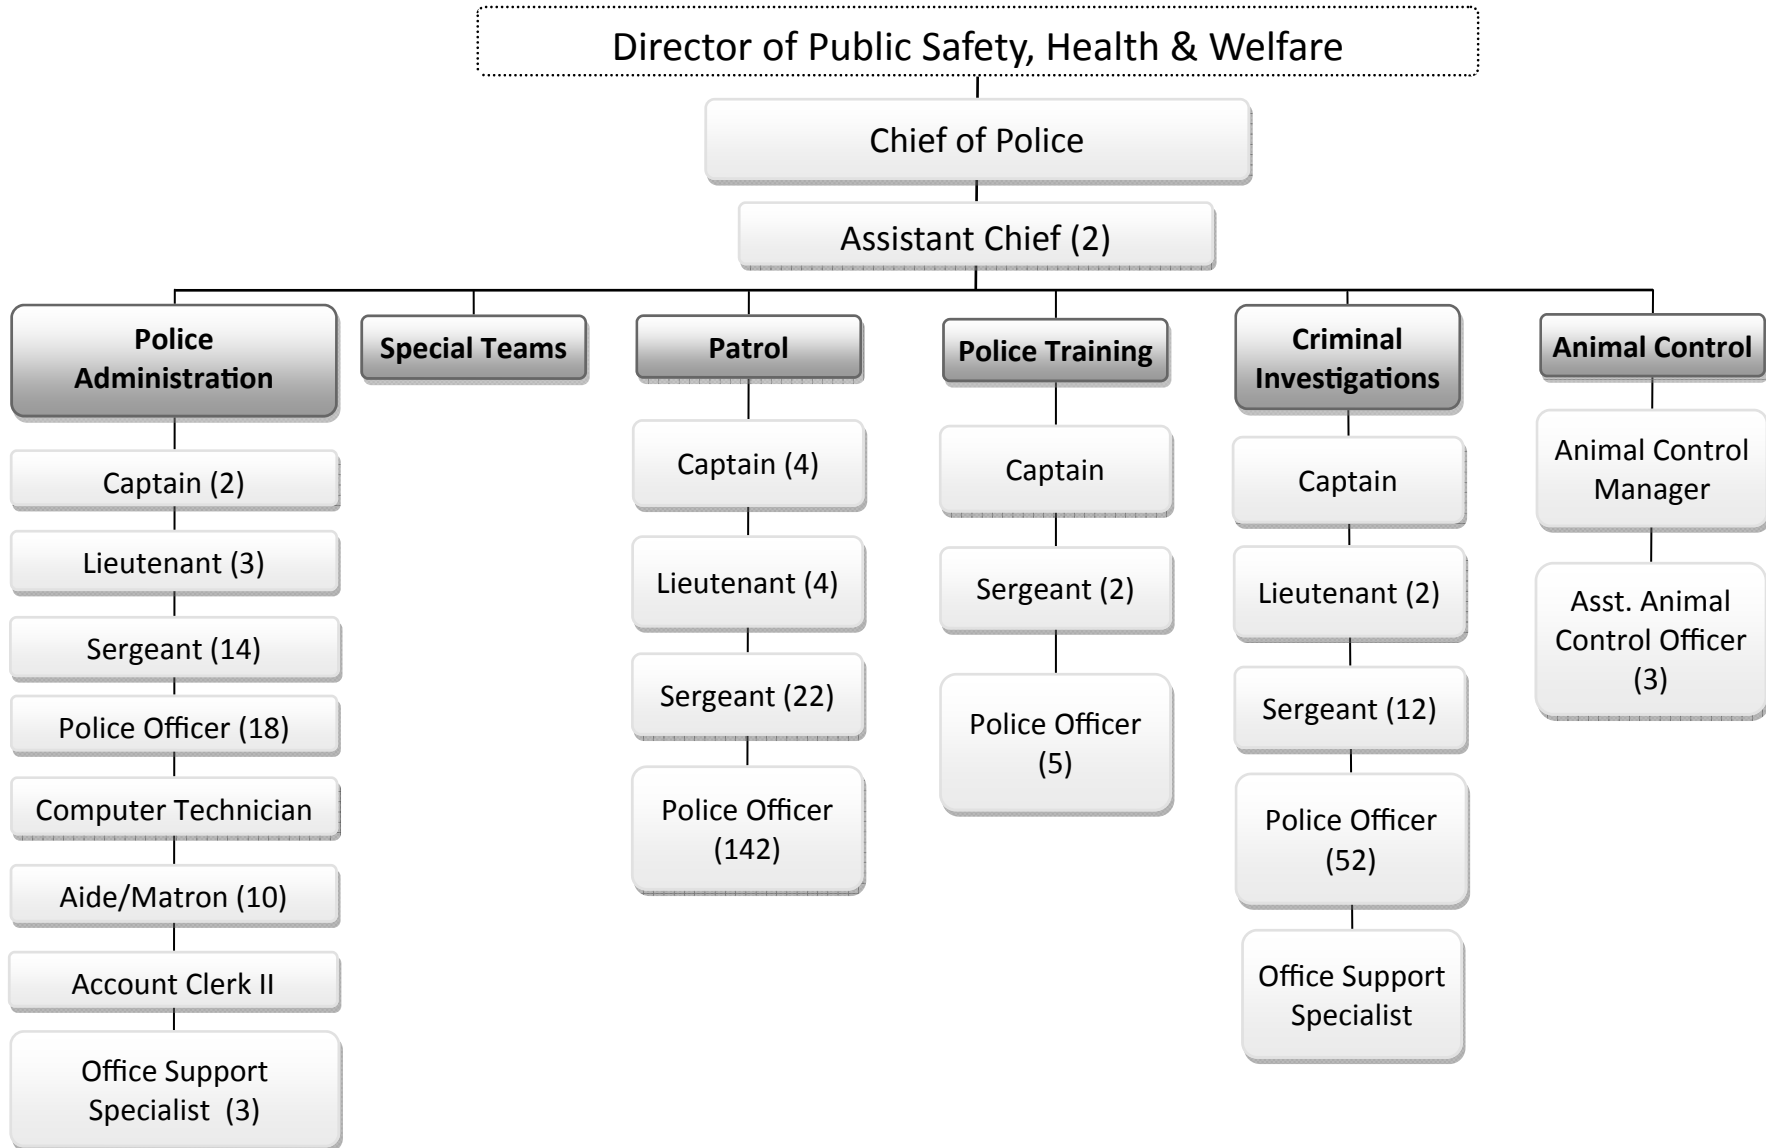 Director of Public Safety, Health & Welfare
Chief of Police
Assistant Chief (2)
Police
Administration
Captain (2)
Lieutenant (3)
Sergeant (14)
Police Officer (18)
Computer Technician
Aide/Matron (10)
Account Clerk II
Office Support
Specialist (3)
Special Teams
Patrol
Captain (4)
Lieutenant (4)
Sergeant (22)
Police Officer
(142)
Police Training
Captain
Sergeant (2)
Police Officer
(5)
Criminal
Investigations
Captain
Lieutenant (2)
Sergeant (12)
Police Officer
(52)
Office Support
Specialist
Animal Control
Animal Control
Manager
Asst. Animal
Control Officer
(3)